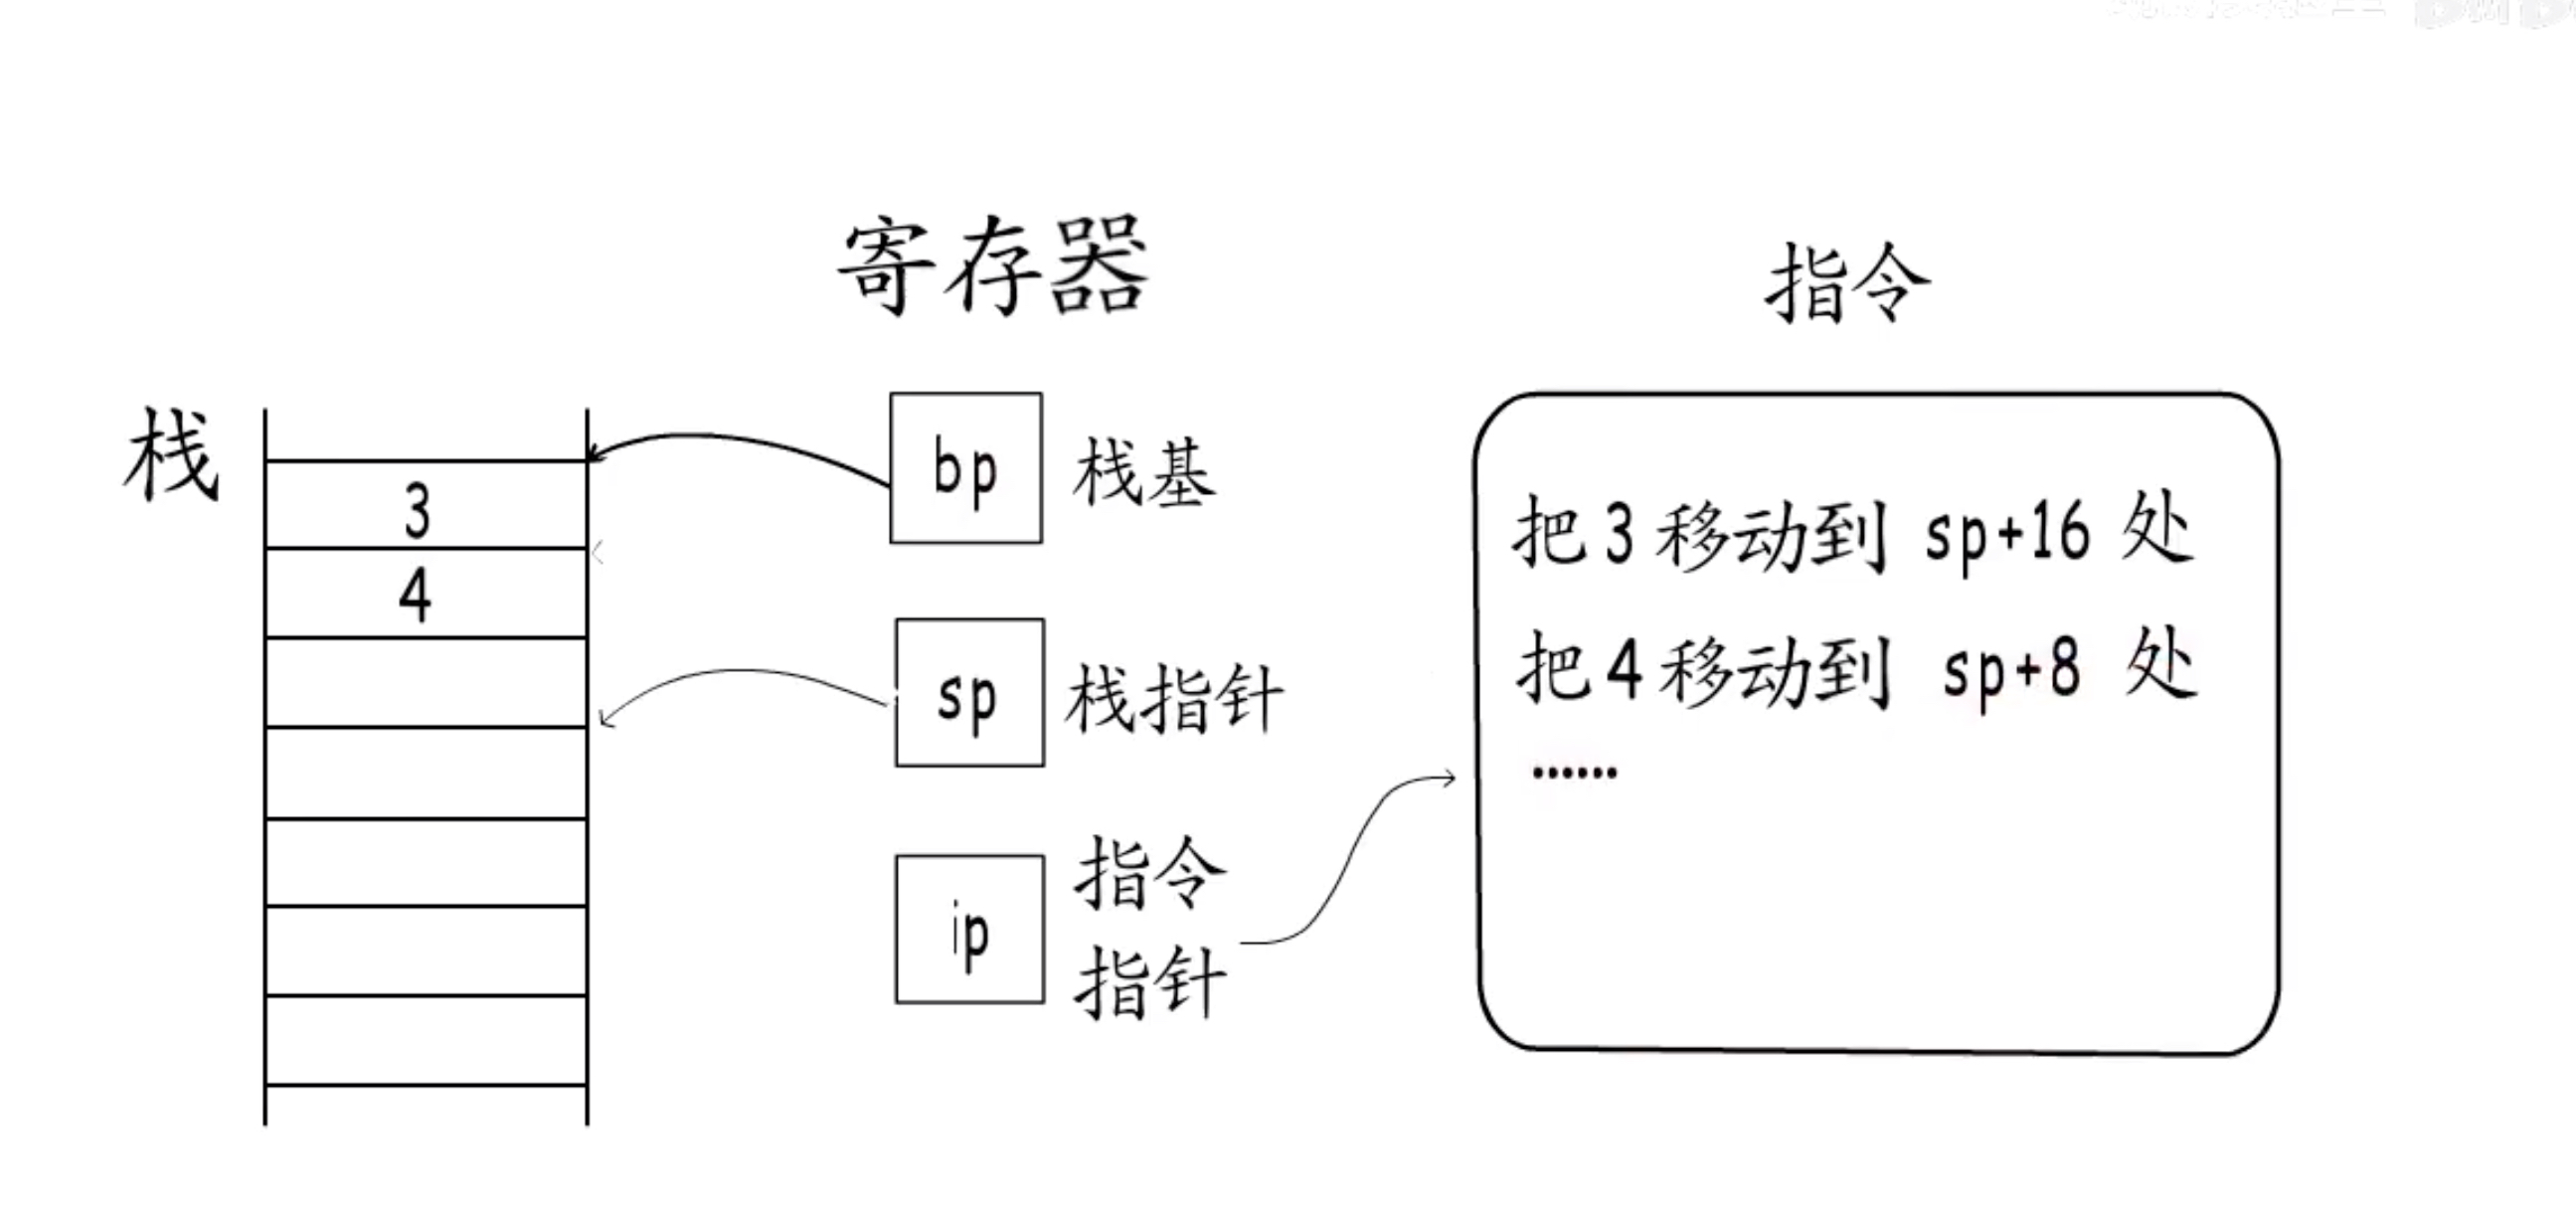 寄存器
指令
栈
3
4
bp
栈基
sp
栈指针
ip
指令
指针
把3移动到 sp+16 处
把4移动到 sp+8 处
……